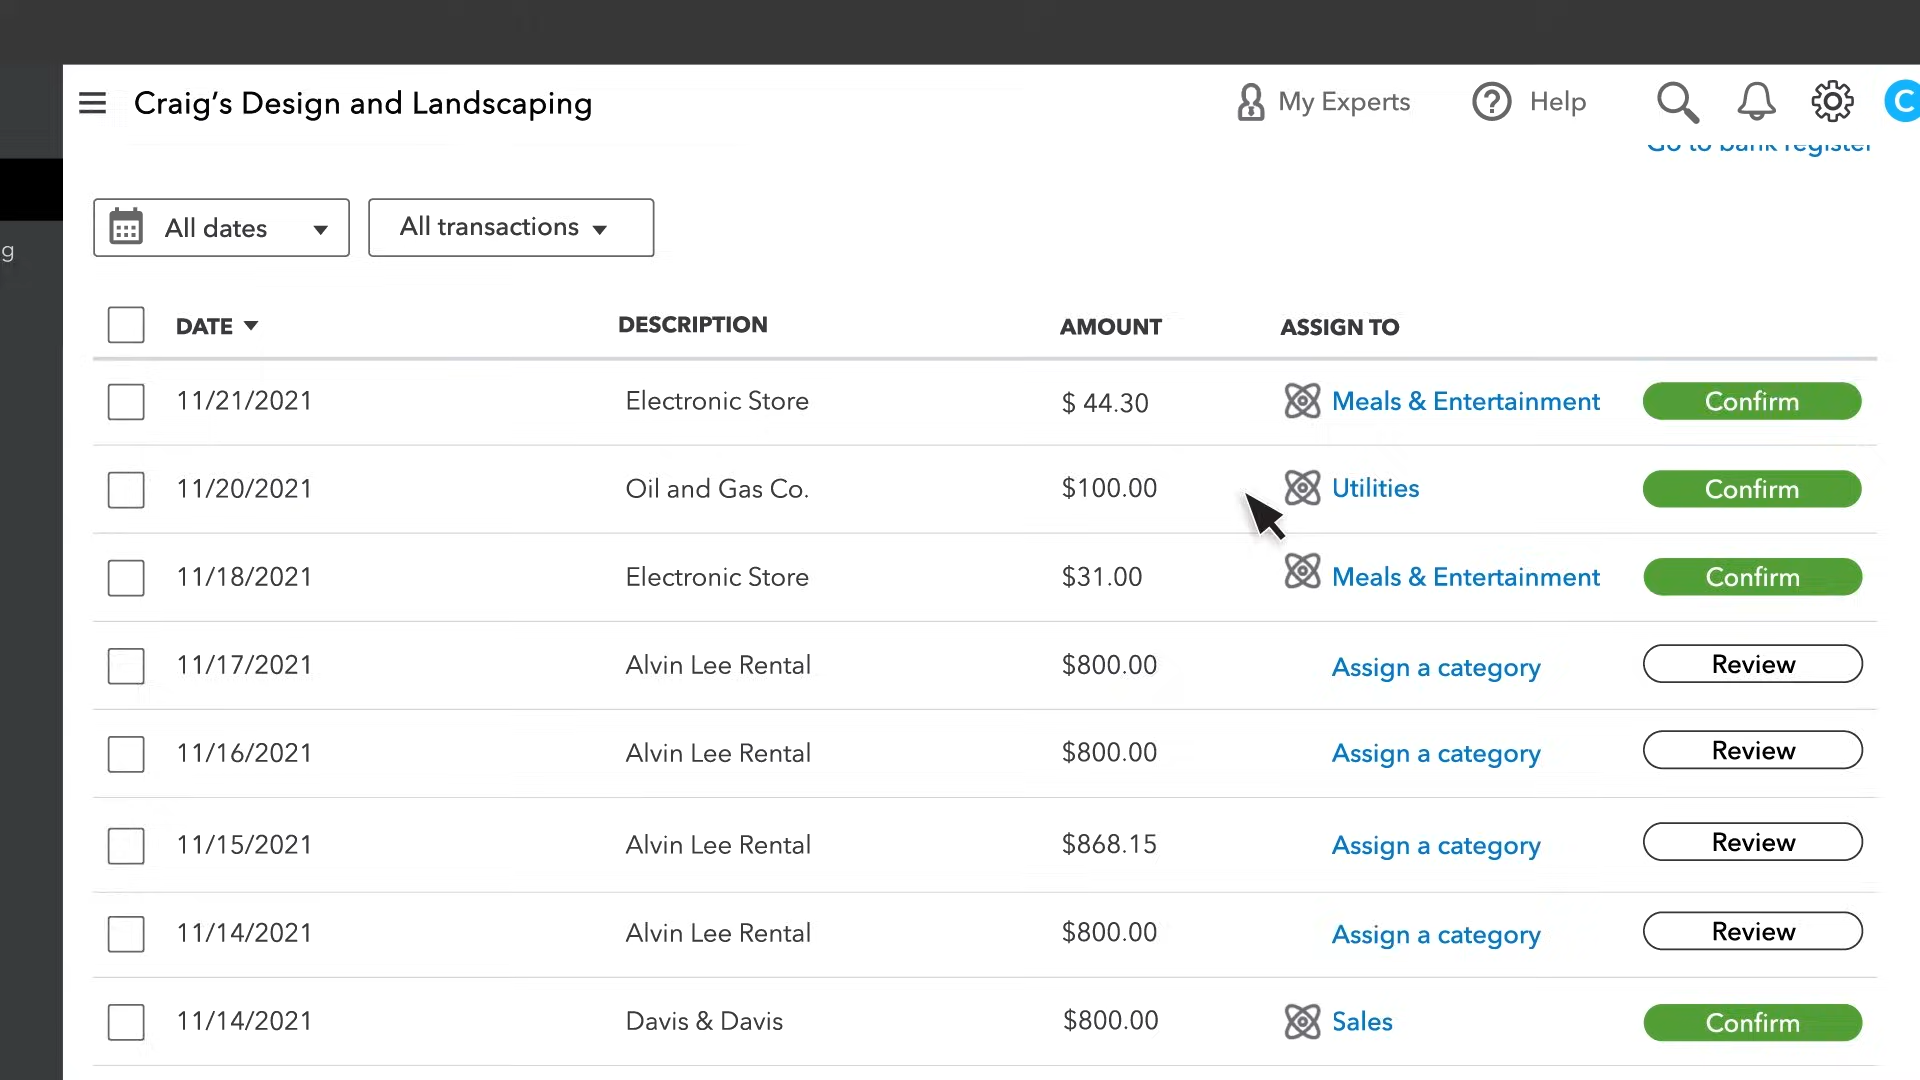 Craig's Design and Landscaping My Experts Help C
Go to bank register
g
All dates All transactions
DATE DESCRIPTION AMOUNT ASSIGN TO
11/21/2021 Electronic Store $ 44.30 Meals & Entertainment Confirm
11/20/2021 Oil and Gas Co. $100.00 Utilities Confirm
11/18/2021 Electronic Store $31.00 Meals & Entertainment Confirm
11/17/2021 Alvin Lee Rental $800.00 Assign a category Review
11/16/2021 Alvin Lee Rental $800.00 Assign a category Review
11/15/2021 Alvin Lee Rental $868.15 Assign a category Review
11/14/2021 Alvin Lee Rental $800.00 Assign a category Review
11/14/2021 Davis & Davis $800.00 Sales Confirm